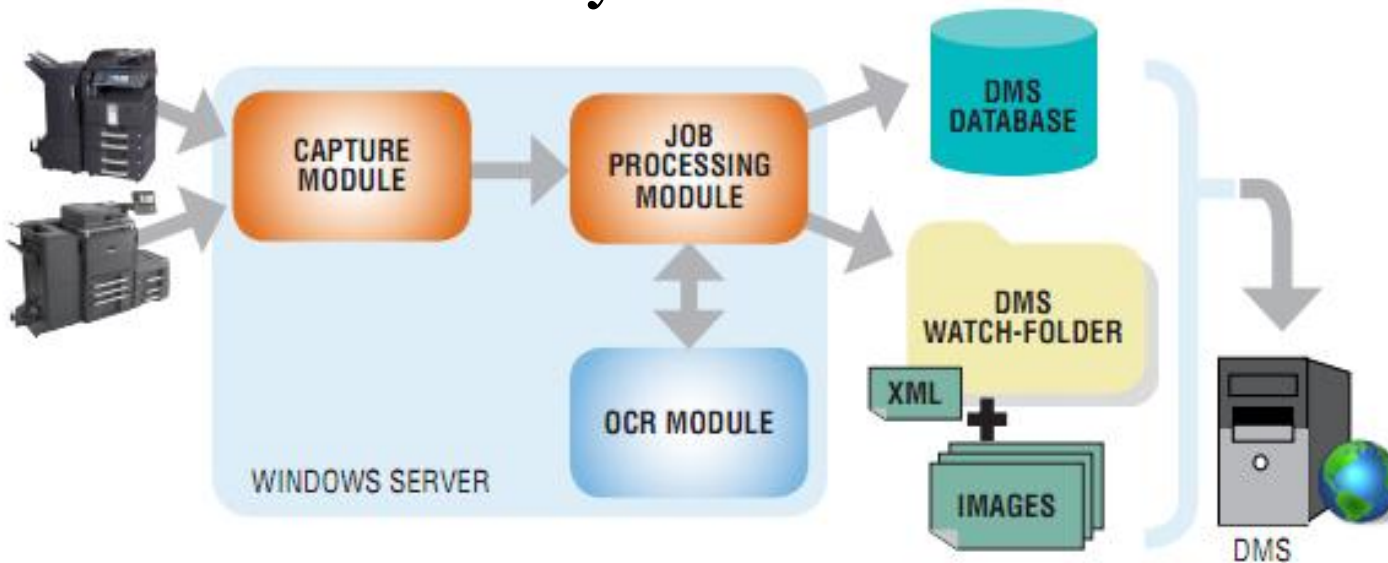 CAPTURE
MODULE
JOB
PROCESSING
MODULE
OCR MODULE
WINDOWS SERVER
DMS
DATABASE
DMS
WATCH-FOLDER
XML
IMAGES
DMS